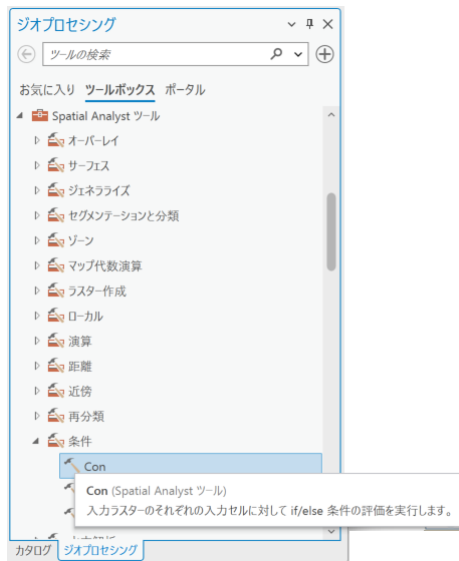 ジオプロセシング
ツールの検索
お気に入り ツールボックス ポータル
Spatial Analyst ツール
オーバーレイ
サーフェス
ジェネラライズ
セグメンテーションと分類
ゾーン
マップ代数演算
ラスター作成
ローカル
演算
距離
近傍
再分類
条件
Con
Con (Spatial Analyst ツール)
入力ラスターのそれぞれの入力セルに対して if/else 条件の評価を実行します。
カタログ ジオプロセシング